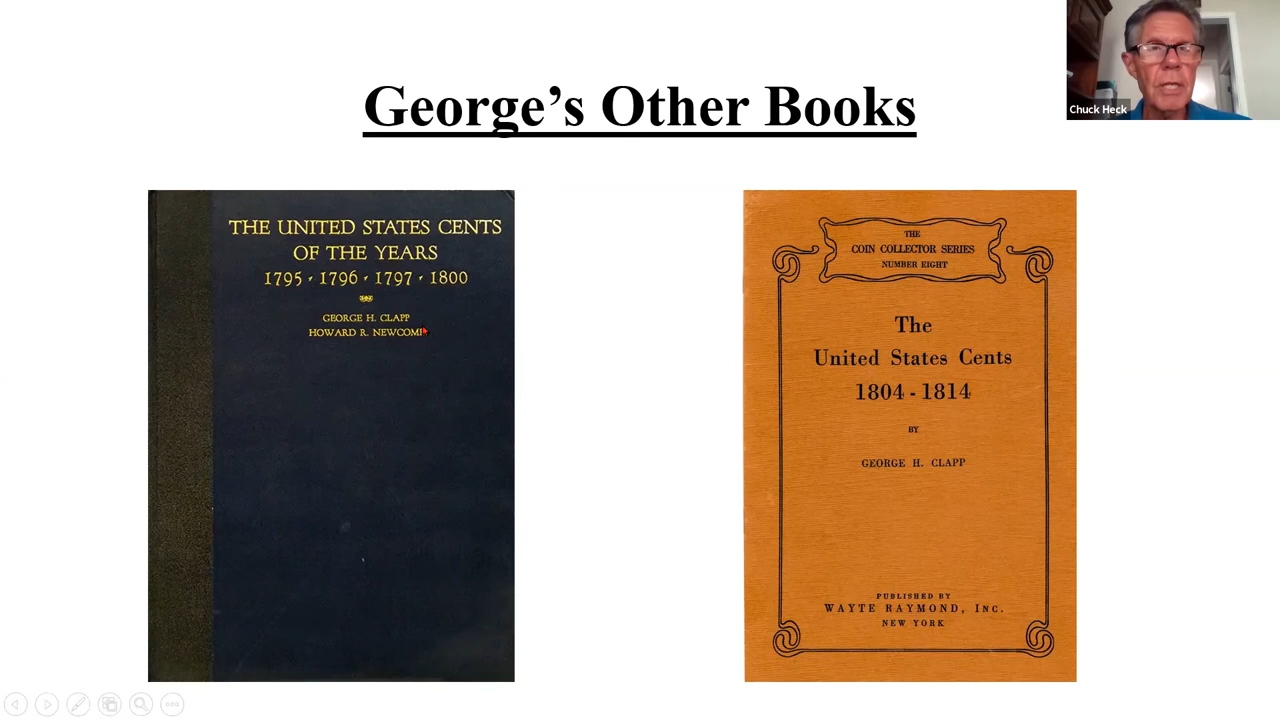 George's Other Books
Chuck Heck
THE UNITED STATES CENTS
OF THE YEARS
1795 · 1796 · 1797 · 1800
GEORGE H. CLAPP
HOWARD R. NEWCOMB
THE
COIN COLLECTOR SERIES
NUMBER EIGHT
The
United States Cents
1804 - 1814
BY
GEORGE H. CLAPP
PUBLISHED BY
WAYTE RAYMOND, INC.
NEW YORK